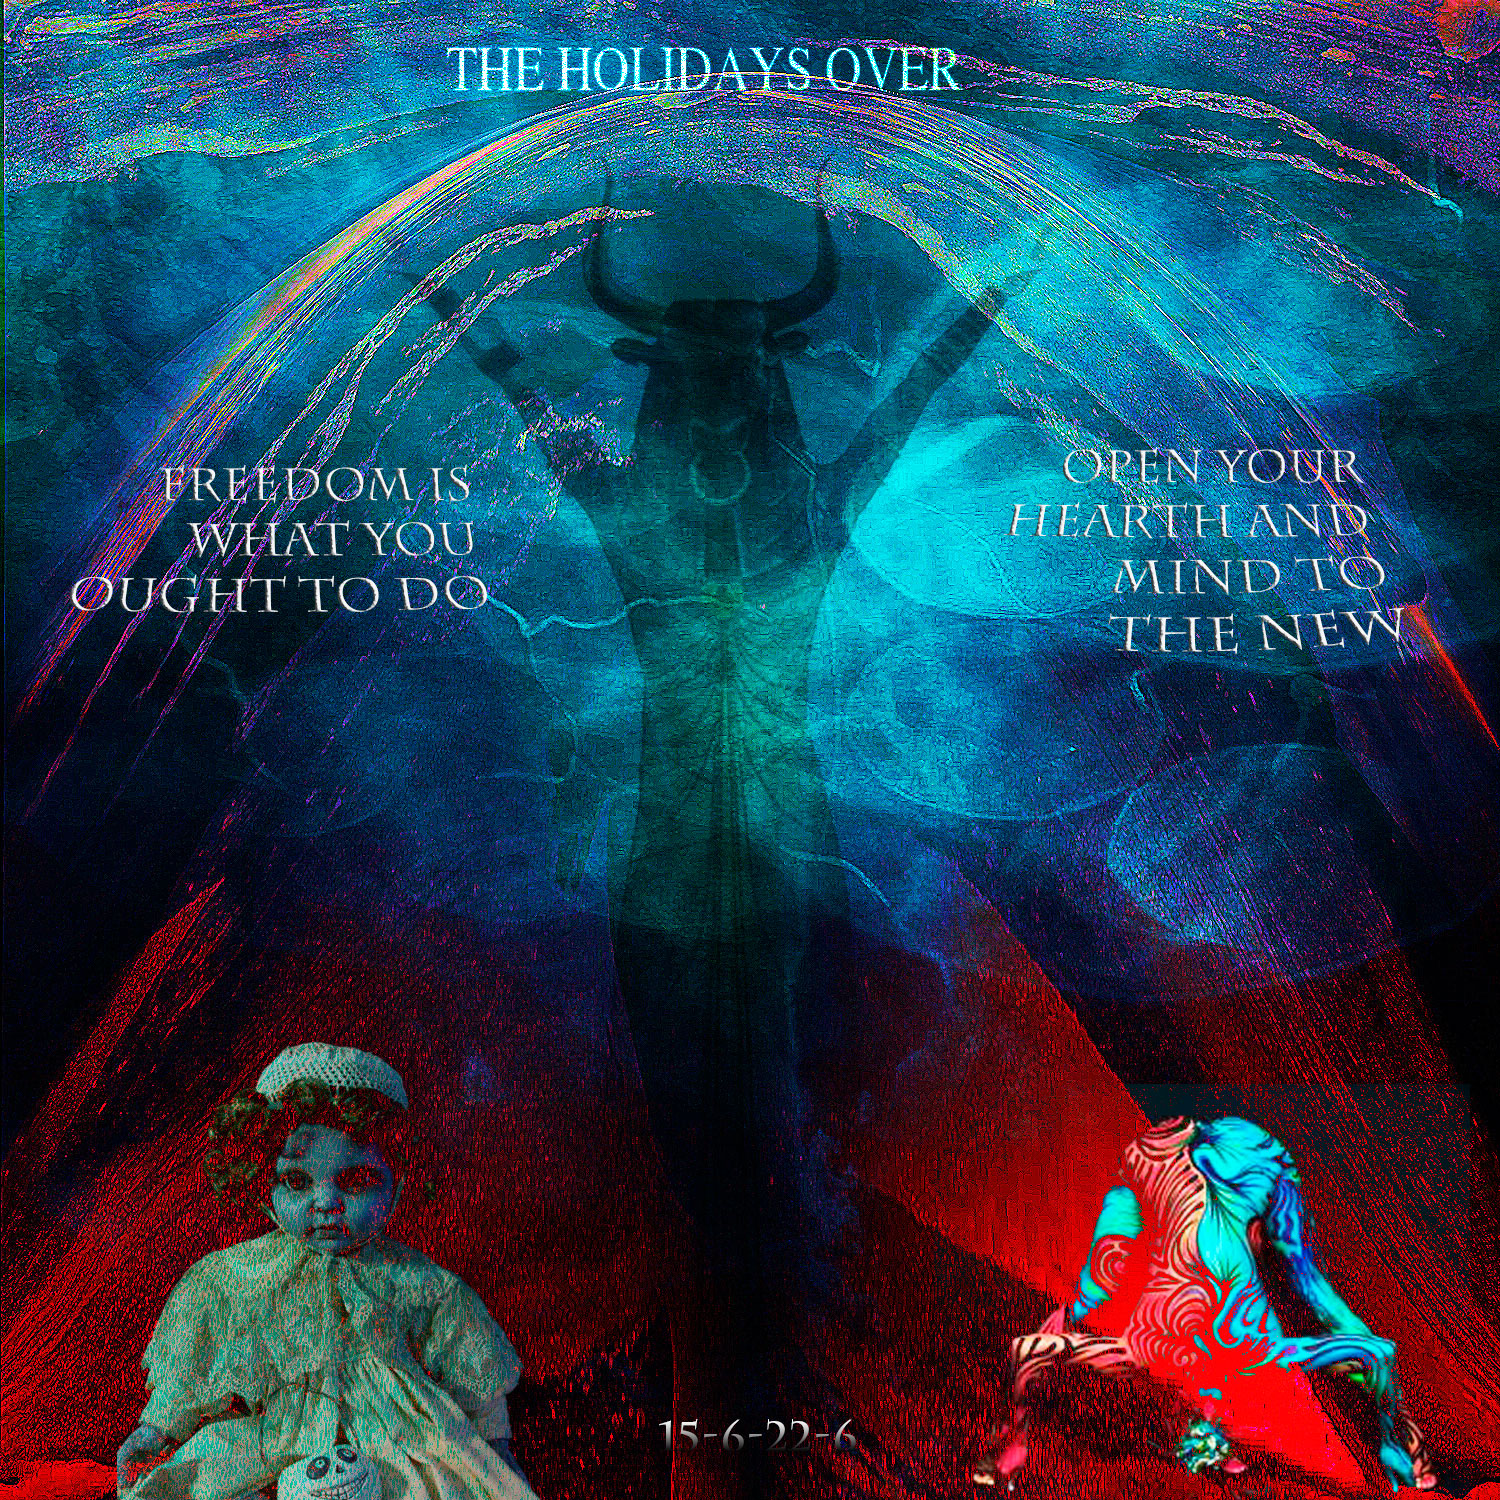 THE HOLIDAYS OVER
FREEDOM IS
WHAT YOU
OUGHT TO DO
OPEN YOUR
HEARTH AND
MIND TO
THE NEW
15-6-22-6